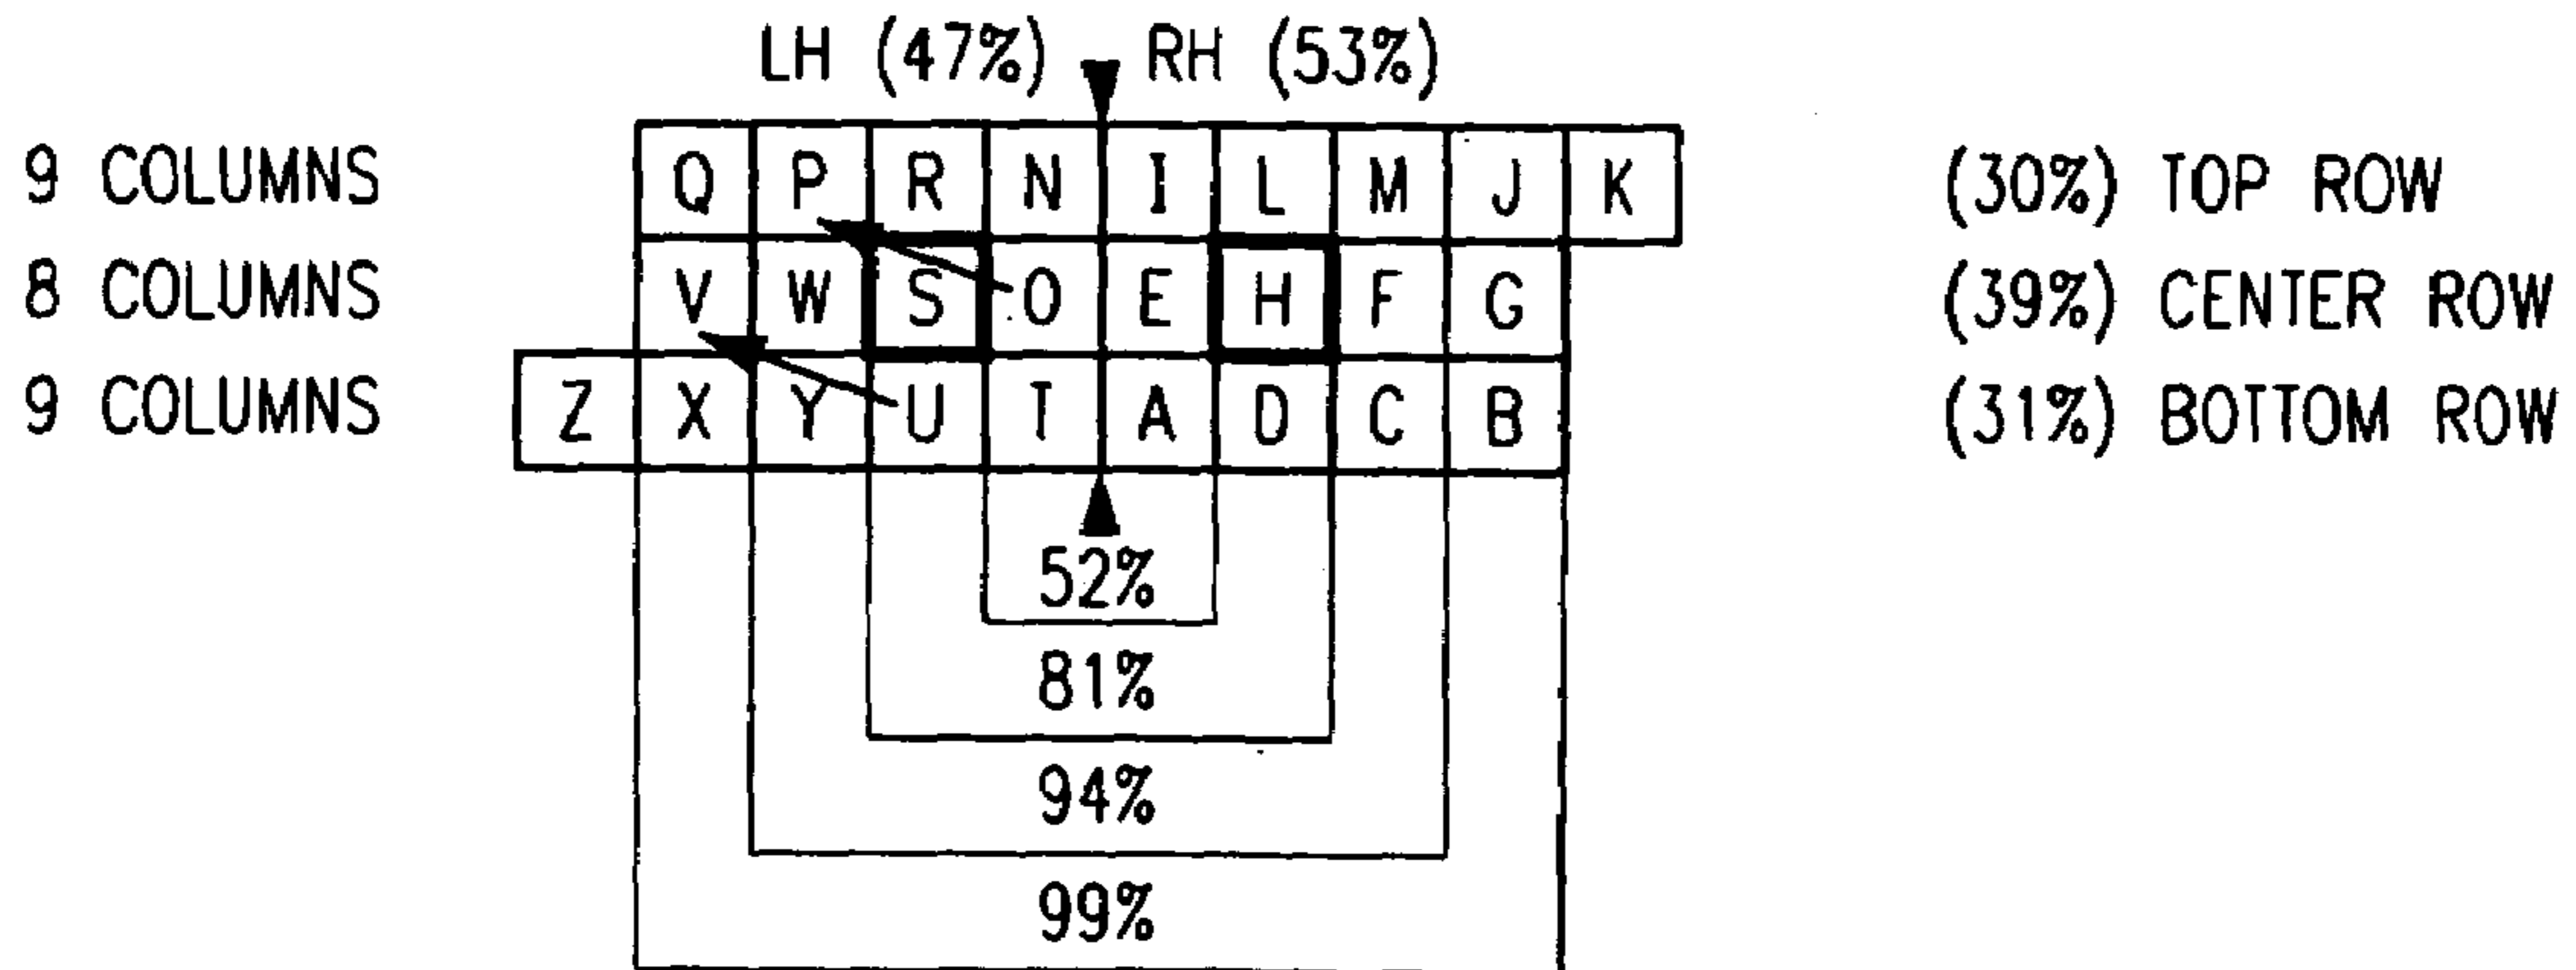 LH (47%) RH (53%)
9 COLUMNS Q P R N I L M J K (30%) TOP ROW
8 COLUMNS V W S O E H F G (39%) CENTER ROW
9 COLUMNS Z X Y U T A D C B (31%) BOTTOM ROW
52%
81%
94%
99%